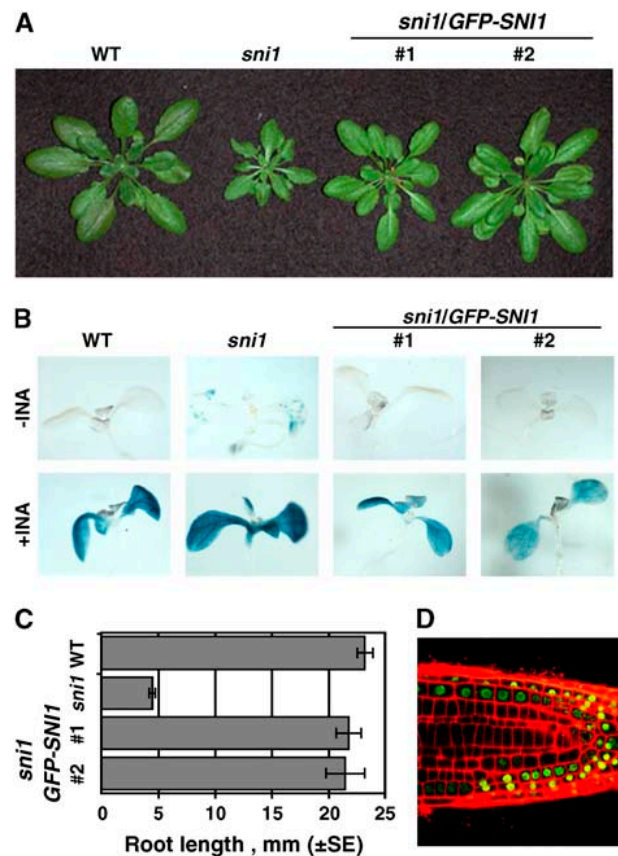 A
sni1/GFP-SNI1
WT sni1 #1 #2
B
sni1/GFP-SNI1
WT sni1 #1 #2
-INA
+INA
C
D
WT
sni1
#1
#2
sni1
GFP-SNI1
0 5 10 15 20 25
Root length , mm (±SE)